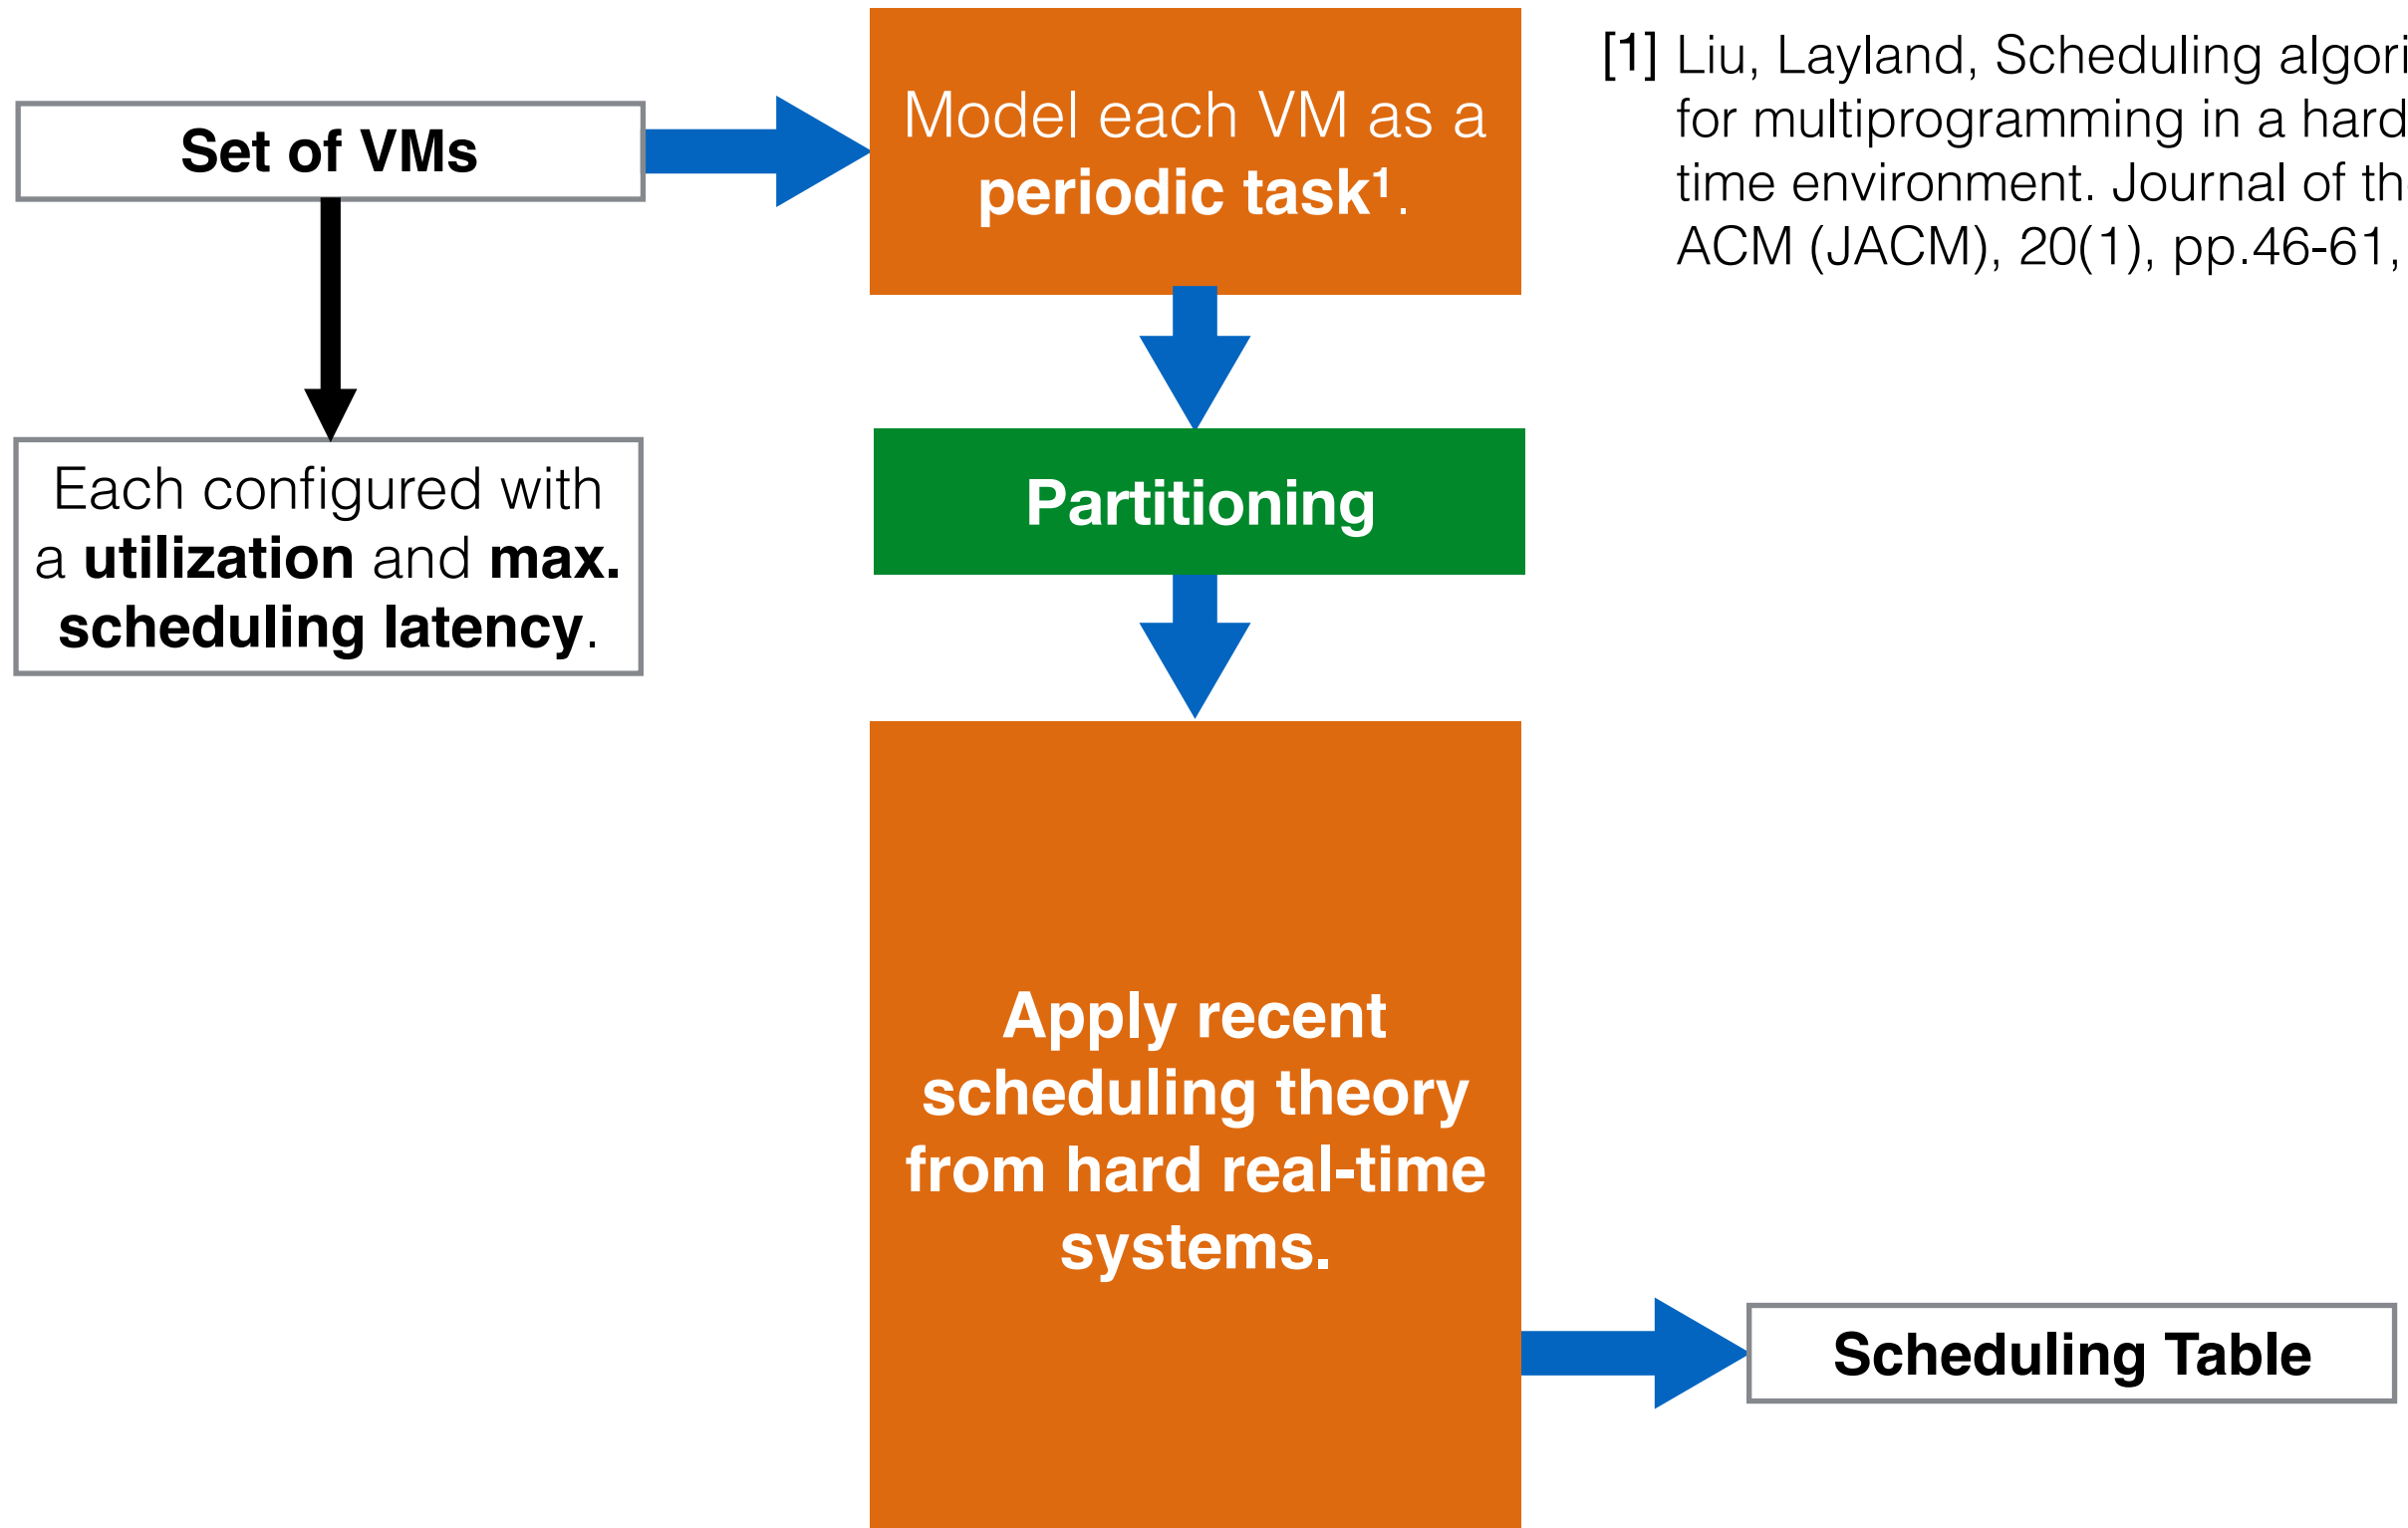 Set of VMs
Each configured with
a utilization and max.
scheduling latency.
Model each VM as a
periodic task¹.
Partitioning
Apply recent
scheduling theory
from hard real-time
systems.
Scheduling Table
[1] Liu, Layland, Scheduling
for multiprogramming in a hard
time environment. Journal of
ACM (JACM), 20(1), pp.46-61,